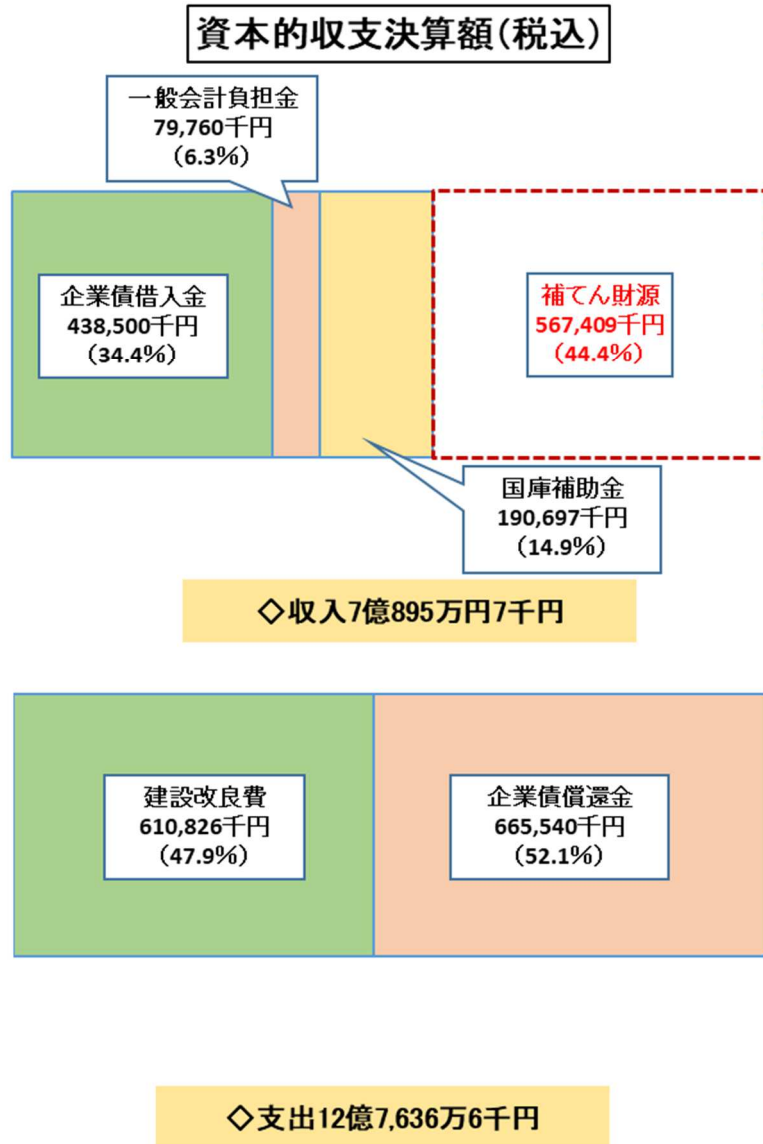 資本的収支決算額(税込)
一般会計負担金
79,760千円
(6.3%)
企業債借入金
438,500千円
(34.4%)
補てん財源
567,409千円
(44.4%)
国庫補助金
190,697千円
(14.9%)
◇収入7億895万円7千円
建設改良費
610,826千円
(47.9%)
企業債償還金
665,540千円
(52.1%)
◇支出12億7,636万6千円